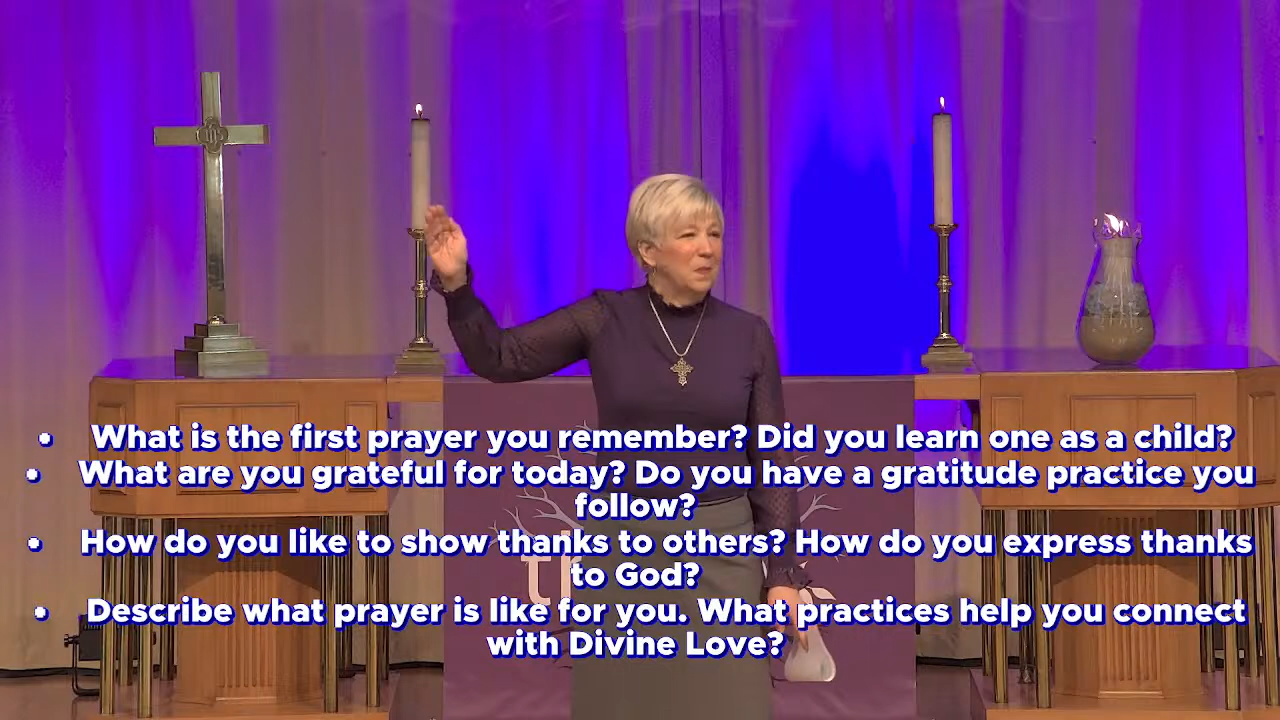 • What is the first prayer you remember? Did you learn one as a child?
• What are you grateful for today? Do you have a gratitude practice you
follow?
• How do you like to show thanks to others? How do you express thanks
to God?
• Describe what prayer is like for you. What practices help you connect
with Divine Love?